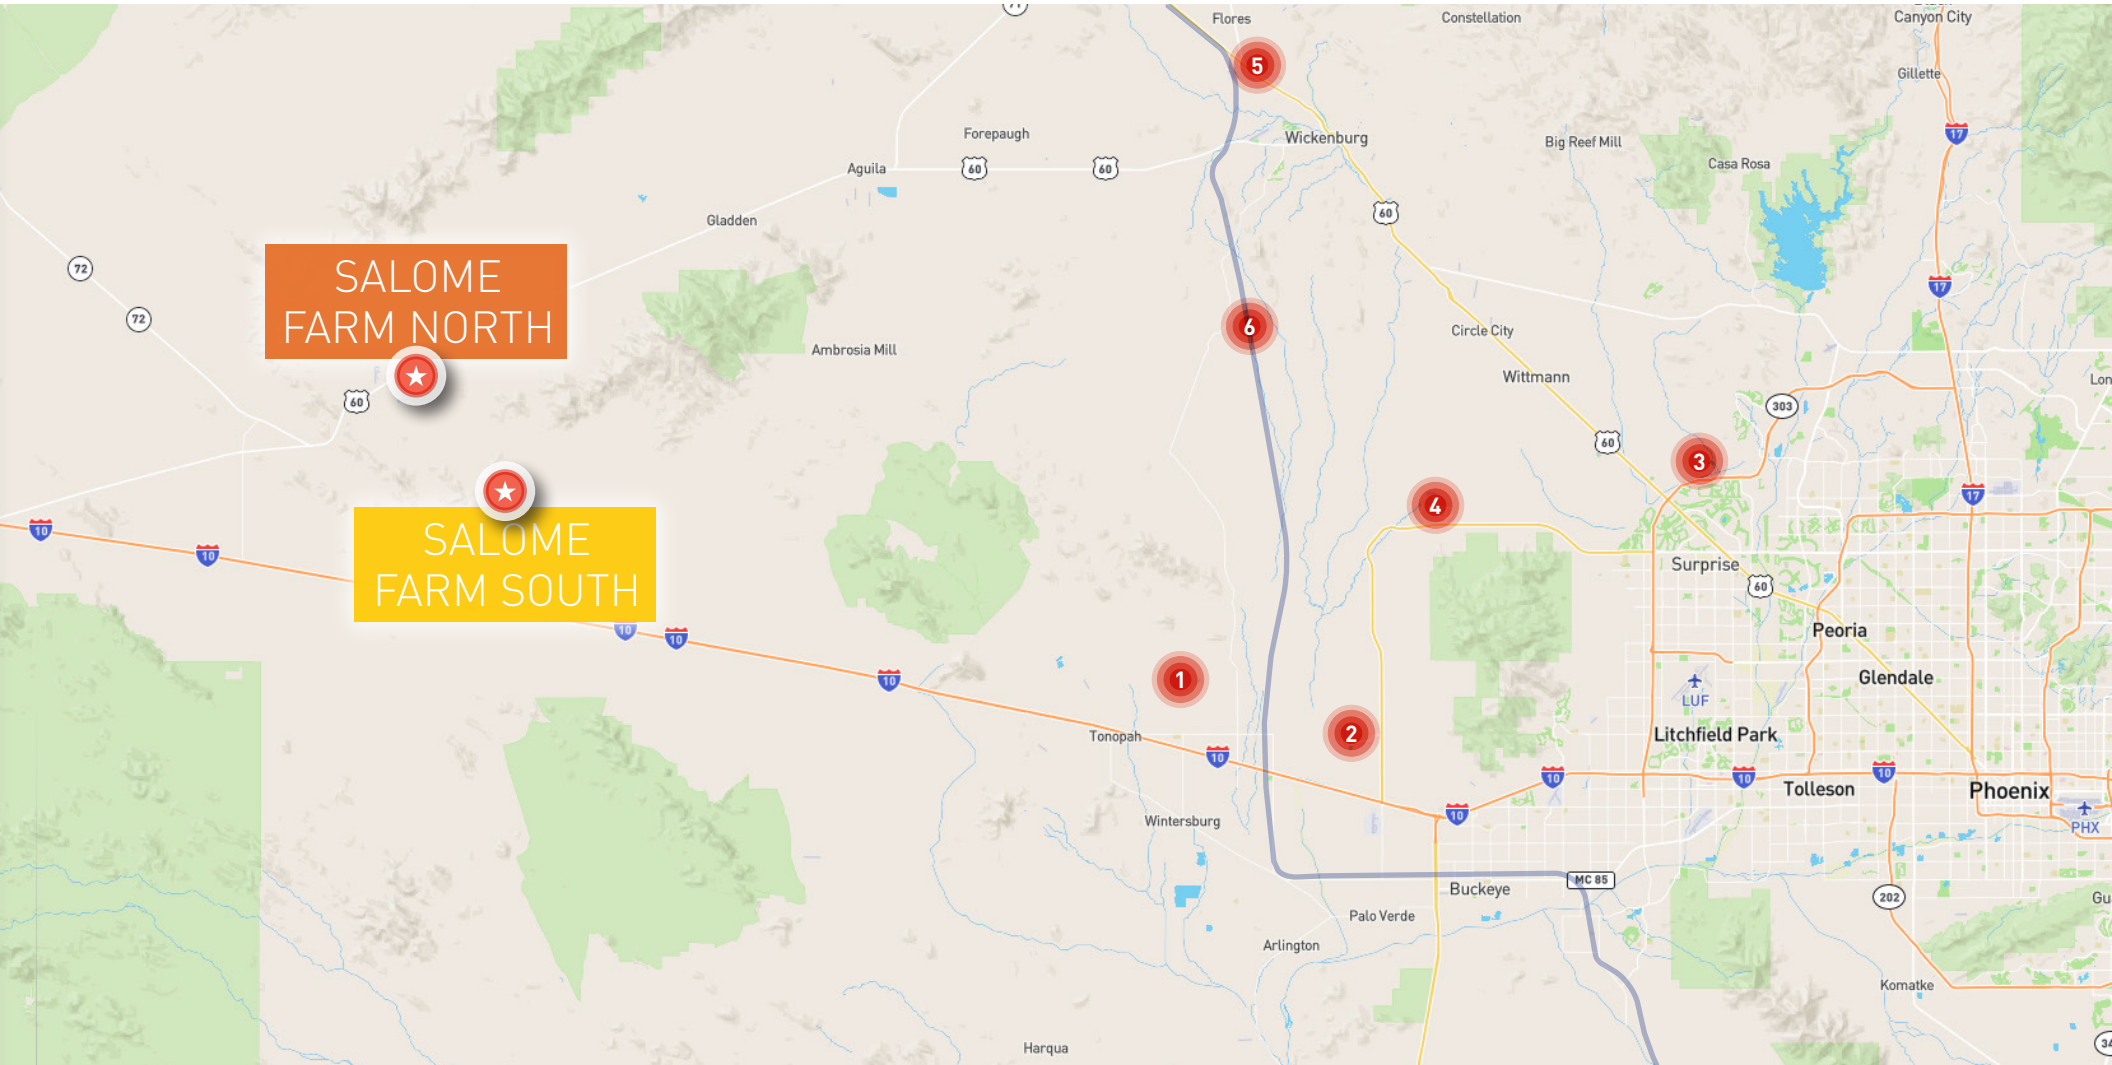 71
Flores
Constellation
Canyon City
5
Gillette
Forepaugh
Wickenburg
17
Big Reef Mill
Casa Rosa
Aguila
60
60
60
Gladden
72
SALOME
FARM NORTH
17
72
6
Circle City
Ambrosia Mill
Wittmann
Lon
60
303
60
3
4
17
10
10
SALOME
FARM SOUTH
Surprise
60
10
10
Peoria
1
10
Glendale
LUF
2
Tonopah
Litchfield Park
10
10
10
10
Tolleson
Phoenix
10
Wintersburg
PHX
MC 85
Buckeye
202
Gu
Palo Verde
Arlington
Komatke
Harqua
34